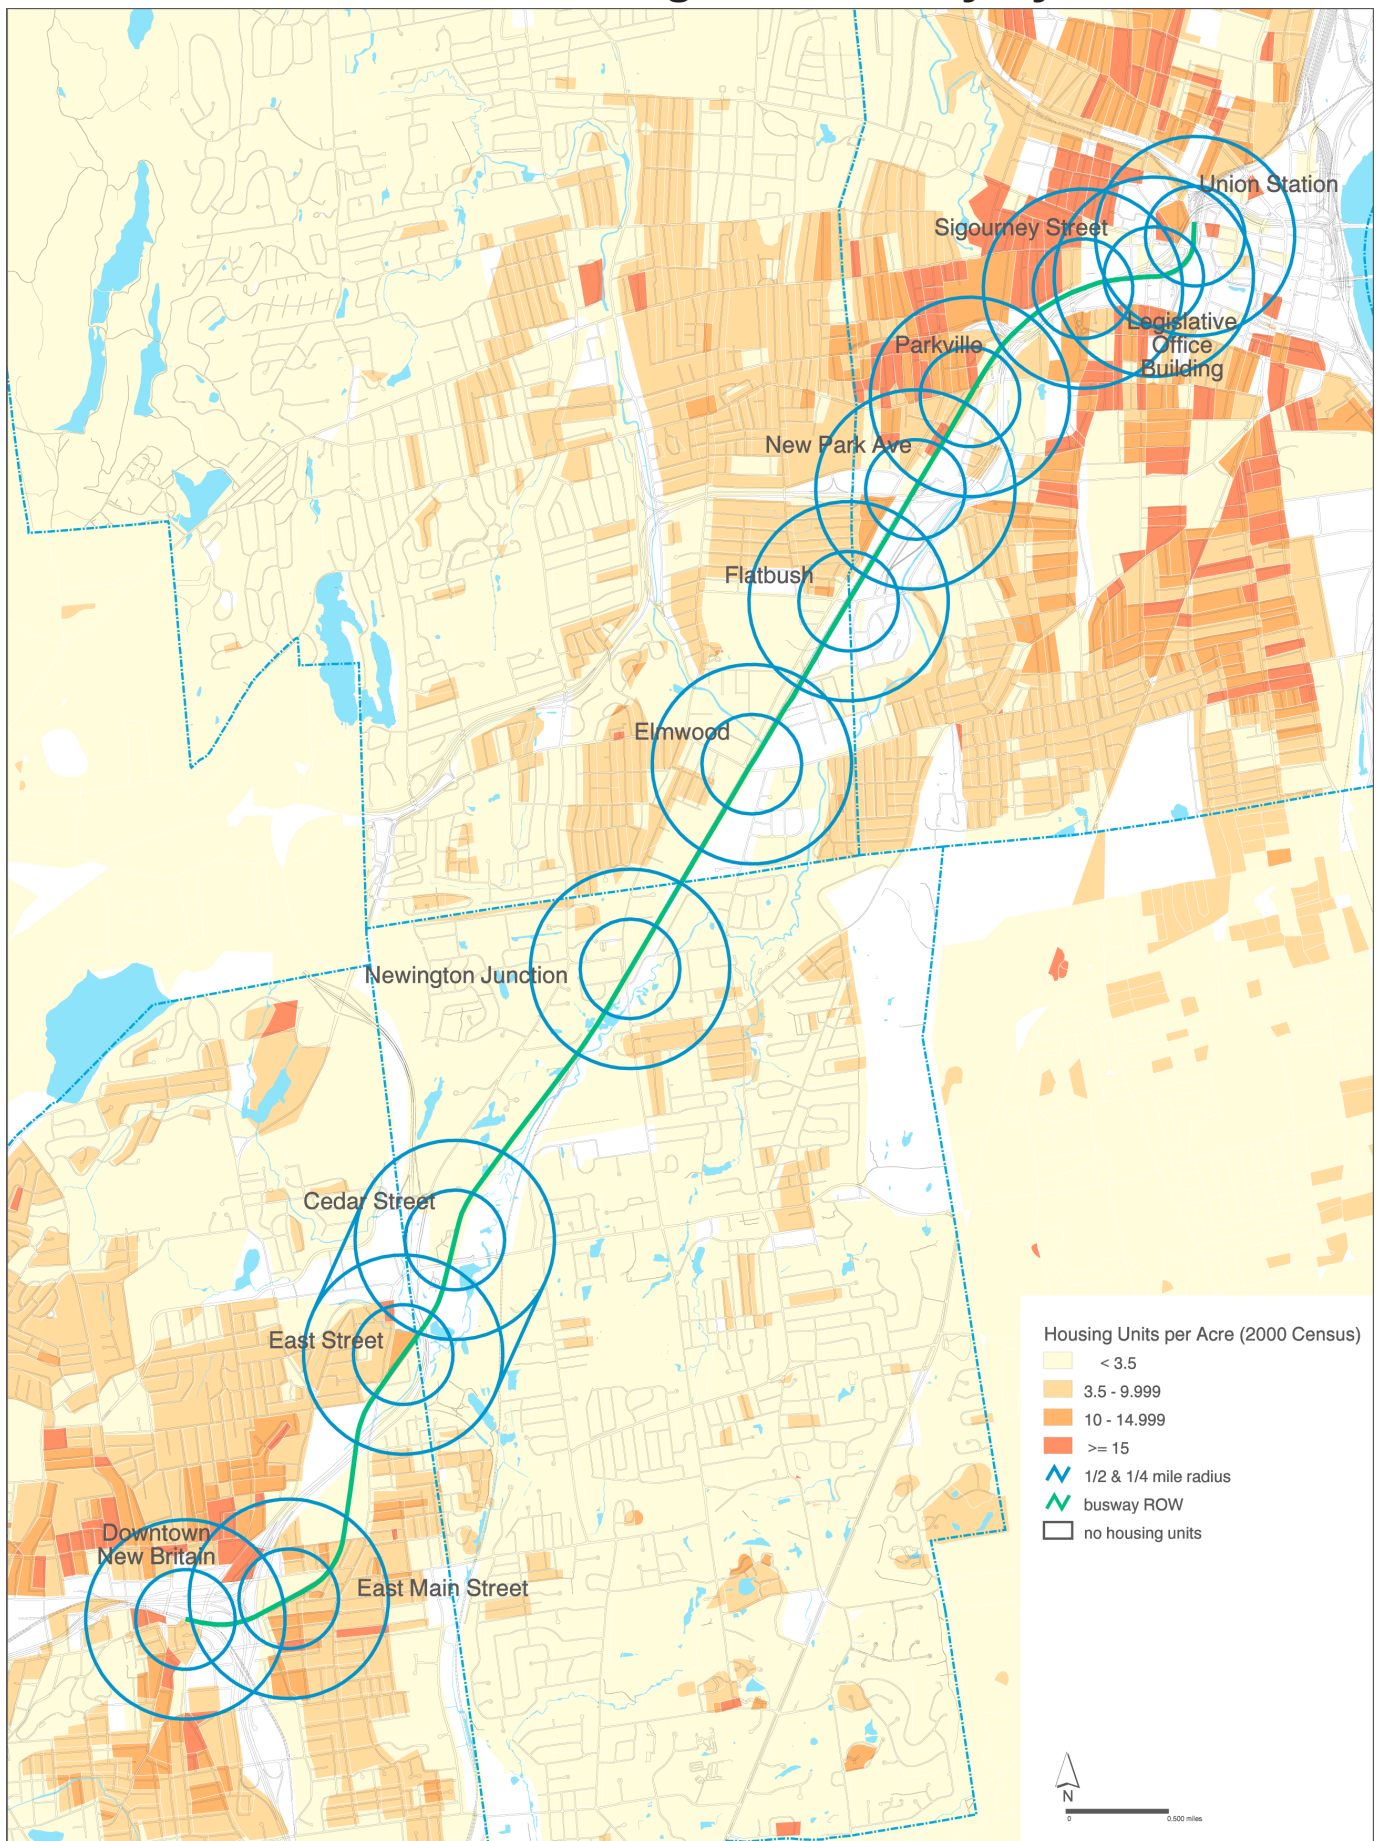 Union Station
Sigourney Street
Legislative
Office
Building
Parkville
New Park Ave
Flatbush
Elmwood
Newington Junction
Cedar Street
East Street
Downtown
New Britain
East Main Street
Housing Units per Acre (2000 Census)
< 3.5
3.5 - 9.999
10 - 14.999
>= 15
1/2 & 1/4 mile radius
busway ROW
no housing units
N
0 0.500 miles